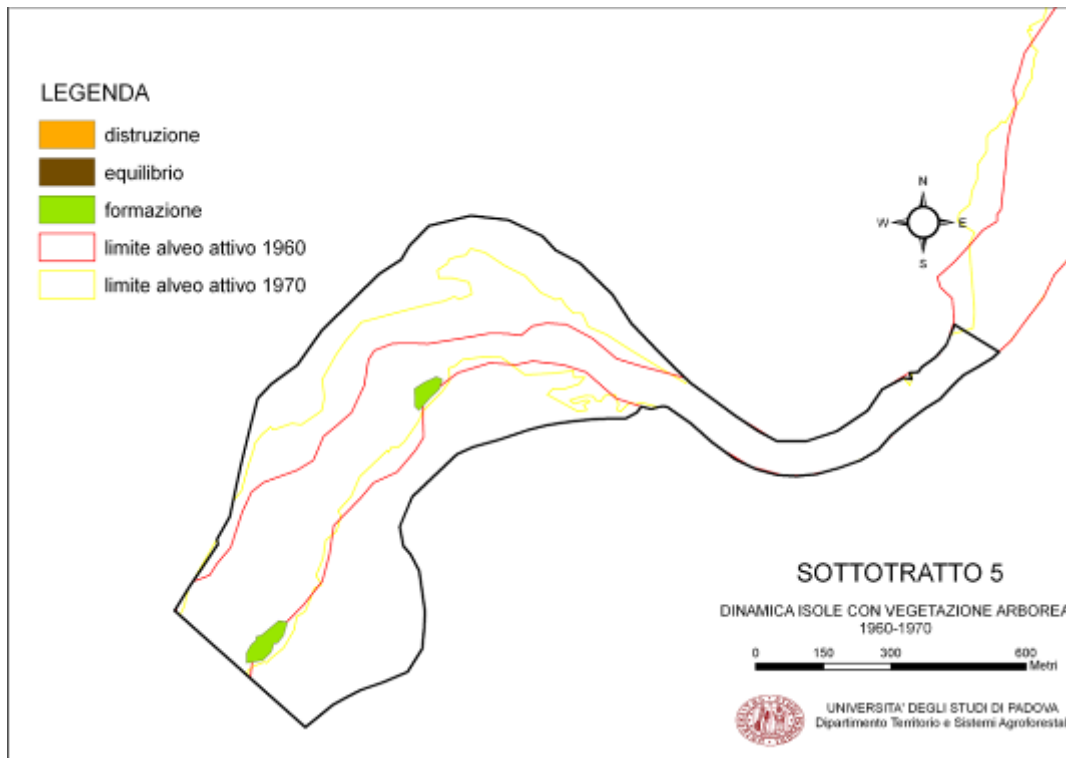 LEGENDA
distruzione
equilibrio
formazione
limite alveo attivo 1960
limite alveo attivo 1970
N
W
E
S
SOTTOTRATTO 5
DINAMICA ISOLE CON VEGETAZIONE ARBOREA
1960-1970
0 150 300 600
Metri
UNIVERSITA' DEGLI STUDI DI PADOVA
Dipartimento Territorio e Sistemi Agroforestal